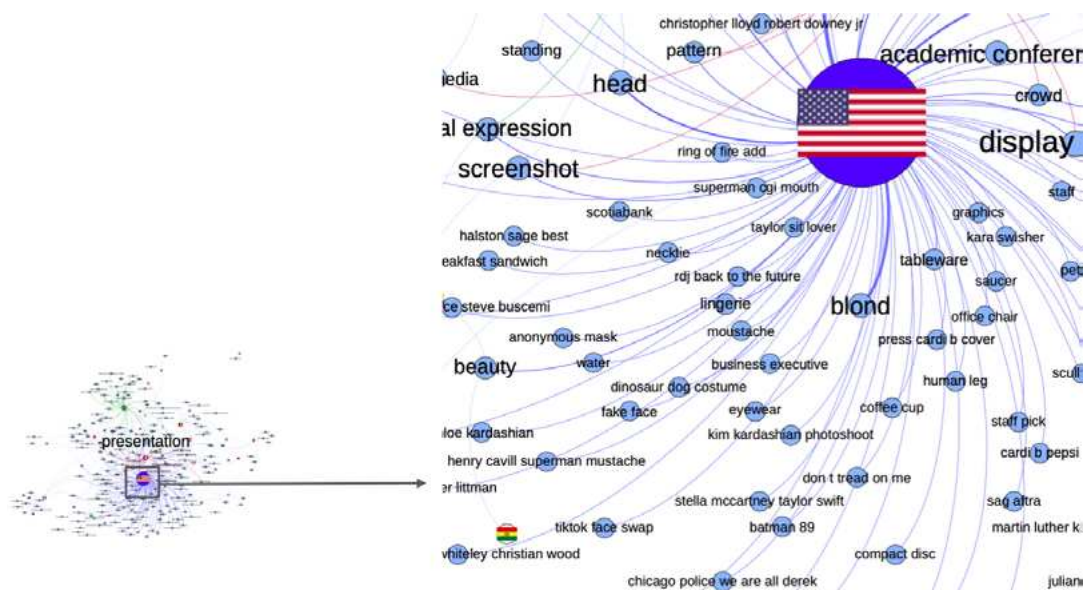 christopher lloyd robert downey jr
standing
pattern
academic conferen
edia
head
crowd
al expression
display
ring of fire add
screenshot
superman cgi mouth
staff
scotiabank
graphics
taylor sit lover
halston sage best
kara swisher
necklie
tableware
eakfast sandwich
rdj back to the future
saucer
pet
lingerie
blond
ce steve buscemi
office chair
anonymous mask
moustache
press cardi b cover
beauty
water
business executive
scull
dinosaur dog costume
human leg
fake face
eyewear
coffee cup
staff pick
loe kardashian
kim kardashian photoshoot
presentation
cardi b pepsi
henry cavill superman mustache
er littman
don t tread on me
stella mccartney taylor swift
sag aftra
tiktok face swap
batman 89
martin luther k
whiteley christian wood
compact disc
chicago police we are all derek
juliane